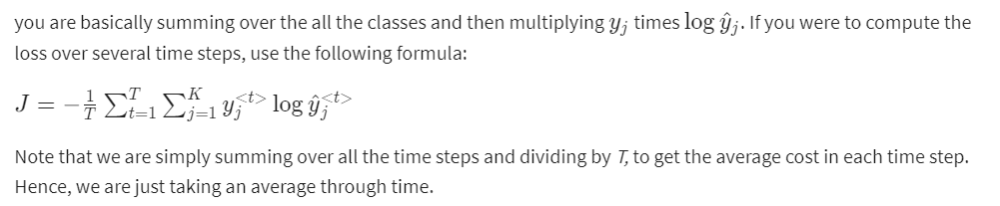 you are basically summing over the all the classes and then multiplying $y_j$ times $\log \hat{y}_j$. If you were to compute the
loss over several time steps, use the following formula:
$J = -\frac{1}{T} \sum_{t=1}^{T} \sum_{j=1}^{K} y_j^{<t>} \log \hat{y}_j^{<t>}$
Note that we are simply summing over all the time steps and dividing by T, to get the average cost in each time step.
Hence, we are just taking an average through time.